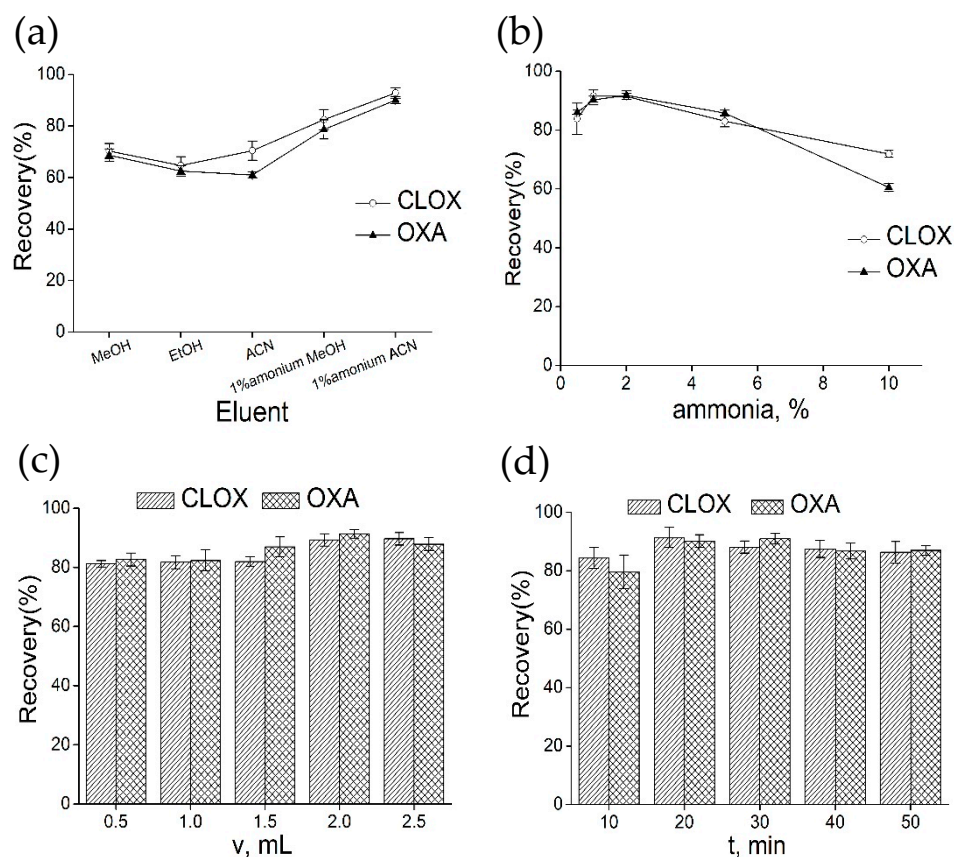 (a)
100
80
60
40
20
0
Recovery(%)
CLOX
OXA
MeOH
EtOH
ACN
1%amonium MeOH
1%amonium ACN
Eluent
(b)
100
80
60
40
20
0
Recovery(%)
CLOX
OXA
0
2
4
6
8
10
ammonia, %
(c)
CLOX
OXA
100
80
60
40
20
0
Recovery(%)
0.5
1.0
1.5
2.0
2.5
v, mL
(d)
CLOX
OXA
100
80
60
40
20
0
Recovery(%)
10
20
30
40
50
t, min